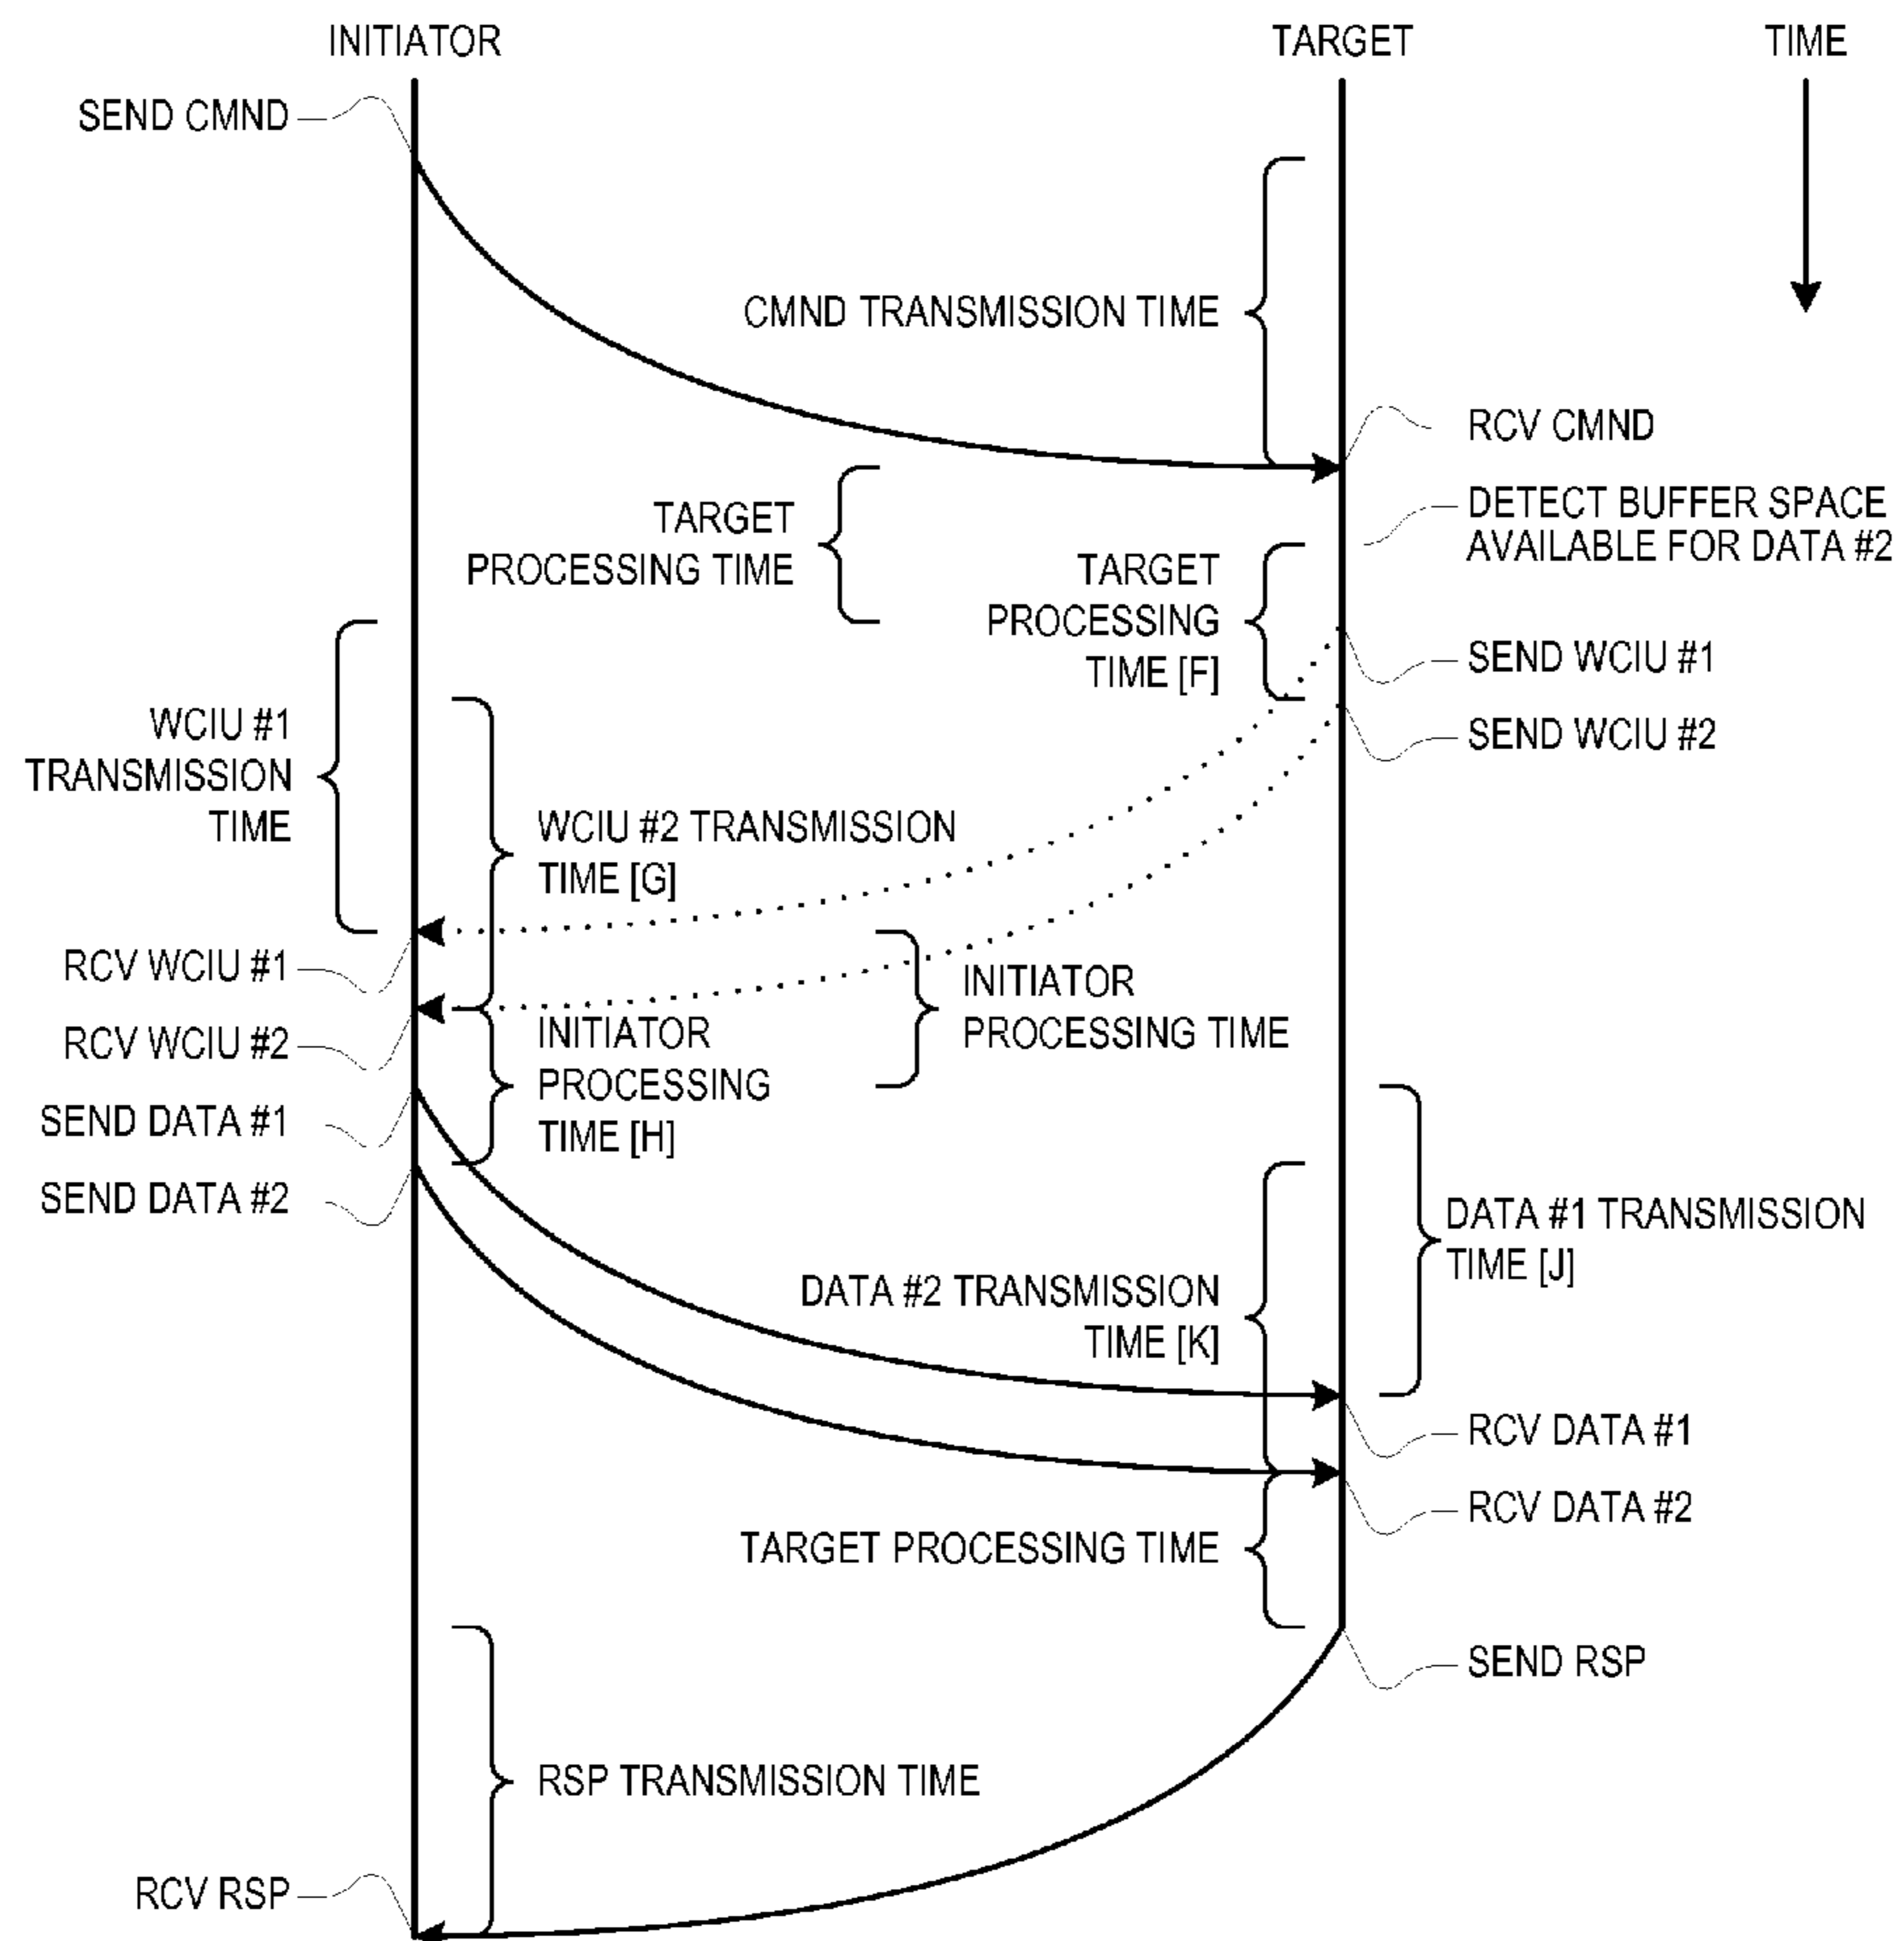 INITIATOR
TARGET
TIME
SEND CMND
CMND TRANSMISSION TIME
RCV CMND
DETECT BUFFER SPACE
AVAILABLE FOR DATA #2
TARGET
PROCESSING TIME
TARGET
PROCESSING
TIME [F]
SEND WCIU #1
SEND WCIU #2
WCIU #1
TRANSMISSION
TIME
WCIU #2 TRANSMISSION
TIME [G]
RCV WCIU #1
RCV WCIU #2
INITIATOR
PROCESSING TIME
INITIATOR
PROCESSING
TIME [H]
SEND DATA #1
SEND DATA #2
DATA #1 TRANSMISSION
TIME [J]
DATA #2 TRANSMISSION
TIME [K]
RCV DATA #1
RCV DATA #2
TARGET PROCESSING TIME
SEND RSP
RSP TRANSMISSION TIME
RCV RSP